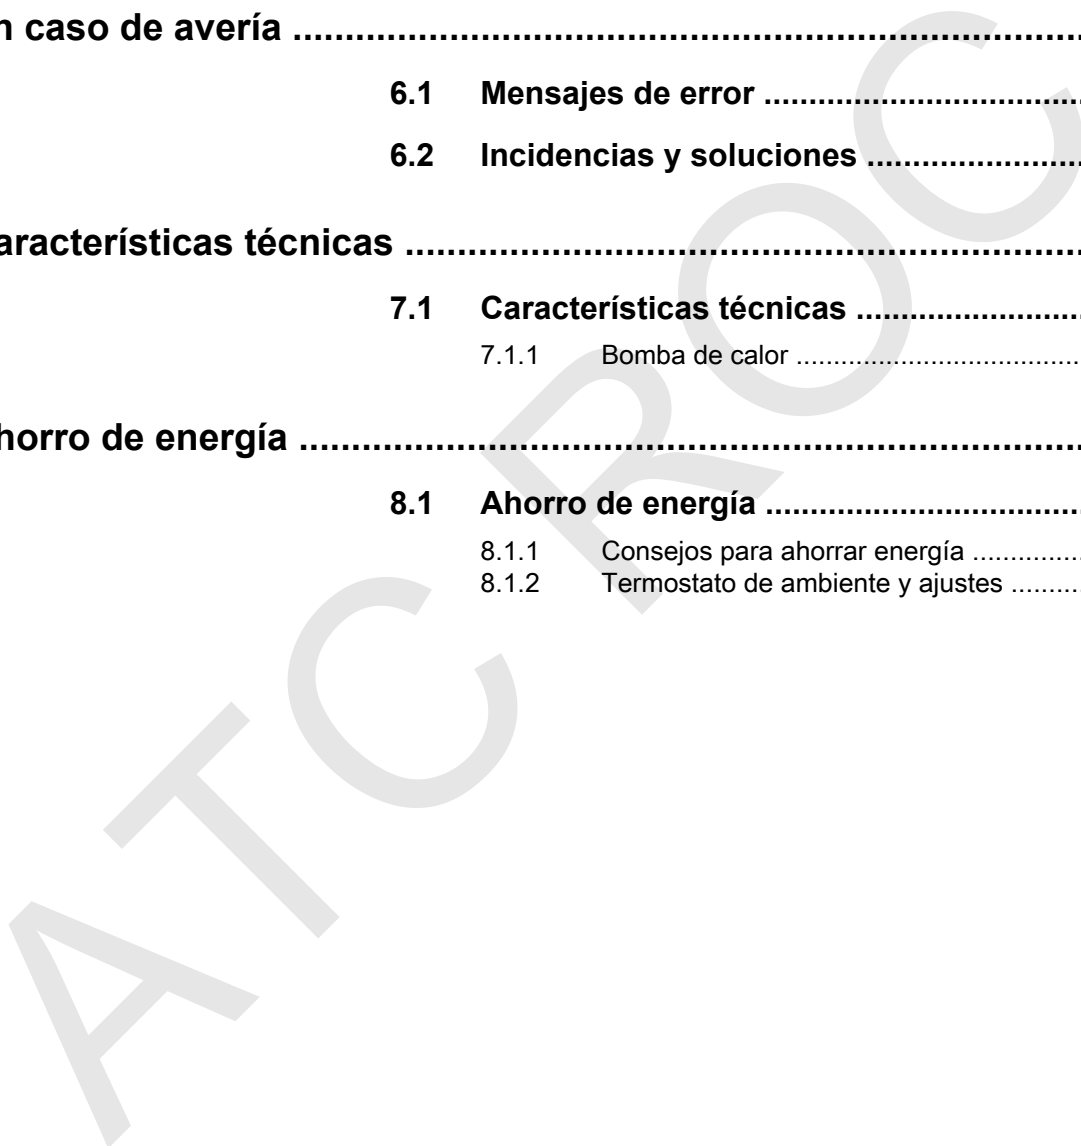 n caso de avería ................................................................................
6.1 Mensajes de error ........................................
6.2 Incidencias y soluciones ............................
aracterísticas técnicas ....................................................................
7.1 Características técnicas .............................
7.1.1 Bomba de calor .......................................
horro de energía ..............................................................................
8.1 Ahorro de energía ........................................
8.1.1 Consejos para ahorrar energía ...............
8.1.2 Termostato de ambiente y ajustes ..........
ATC ROC